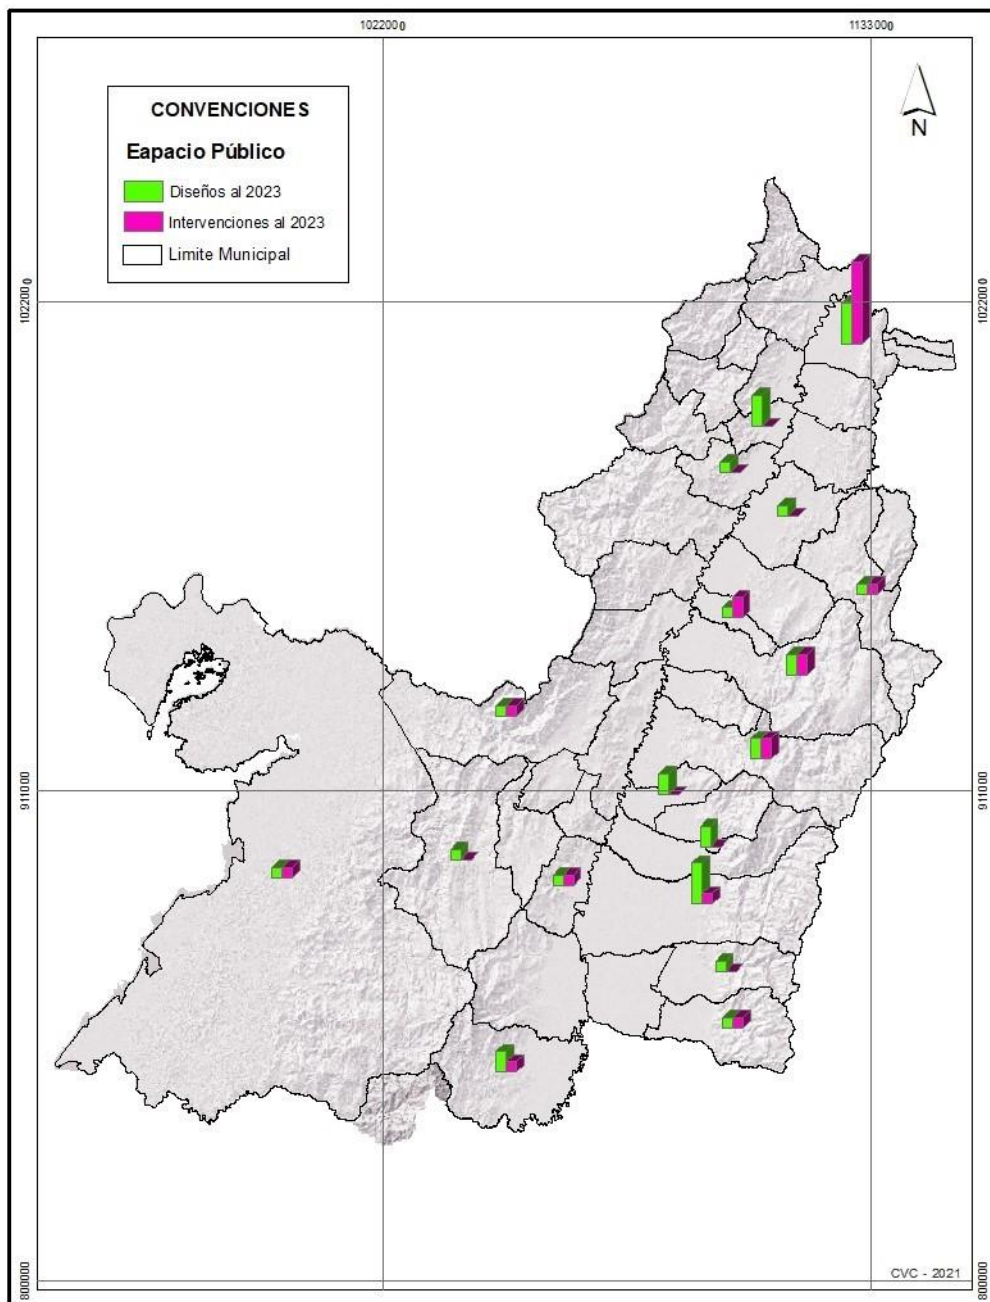 1022000
1133000
CONVENCIONES
Eapacio Público
Diseños al 2023
Intervenciones al 2023
Limite Municipal
N
1022000
1022000
911000
911000
800000
800000
CVC - 2021